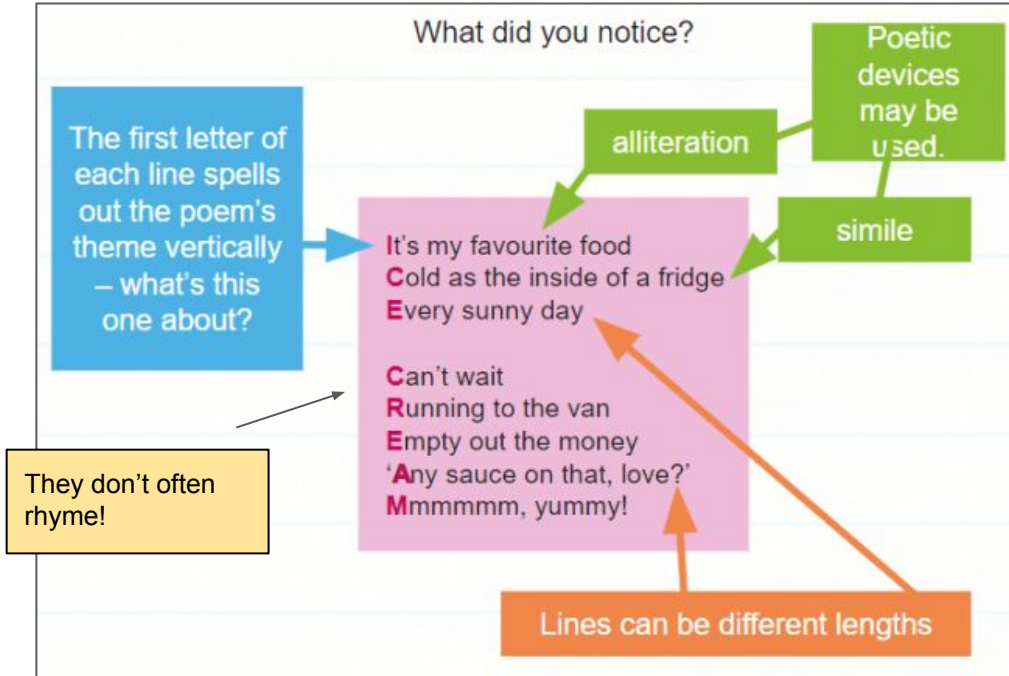 What did you notice?
Poetic
devices
may be
used.
alliteration
simile
The first letter of
each line spells
out the poem's
theme vertically
– what's this
one about?
It's my favourite food
Cold as the inside of a fridge
Every sunny day
Can't wait
Running to the van
Empty out the money
‘Any sauce on that, love?’
Mmmmmm, yummy!
They don't often
rhyme!
Lines can be different lengths